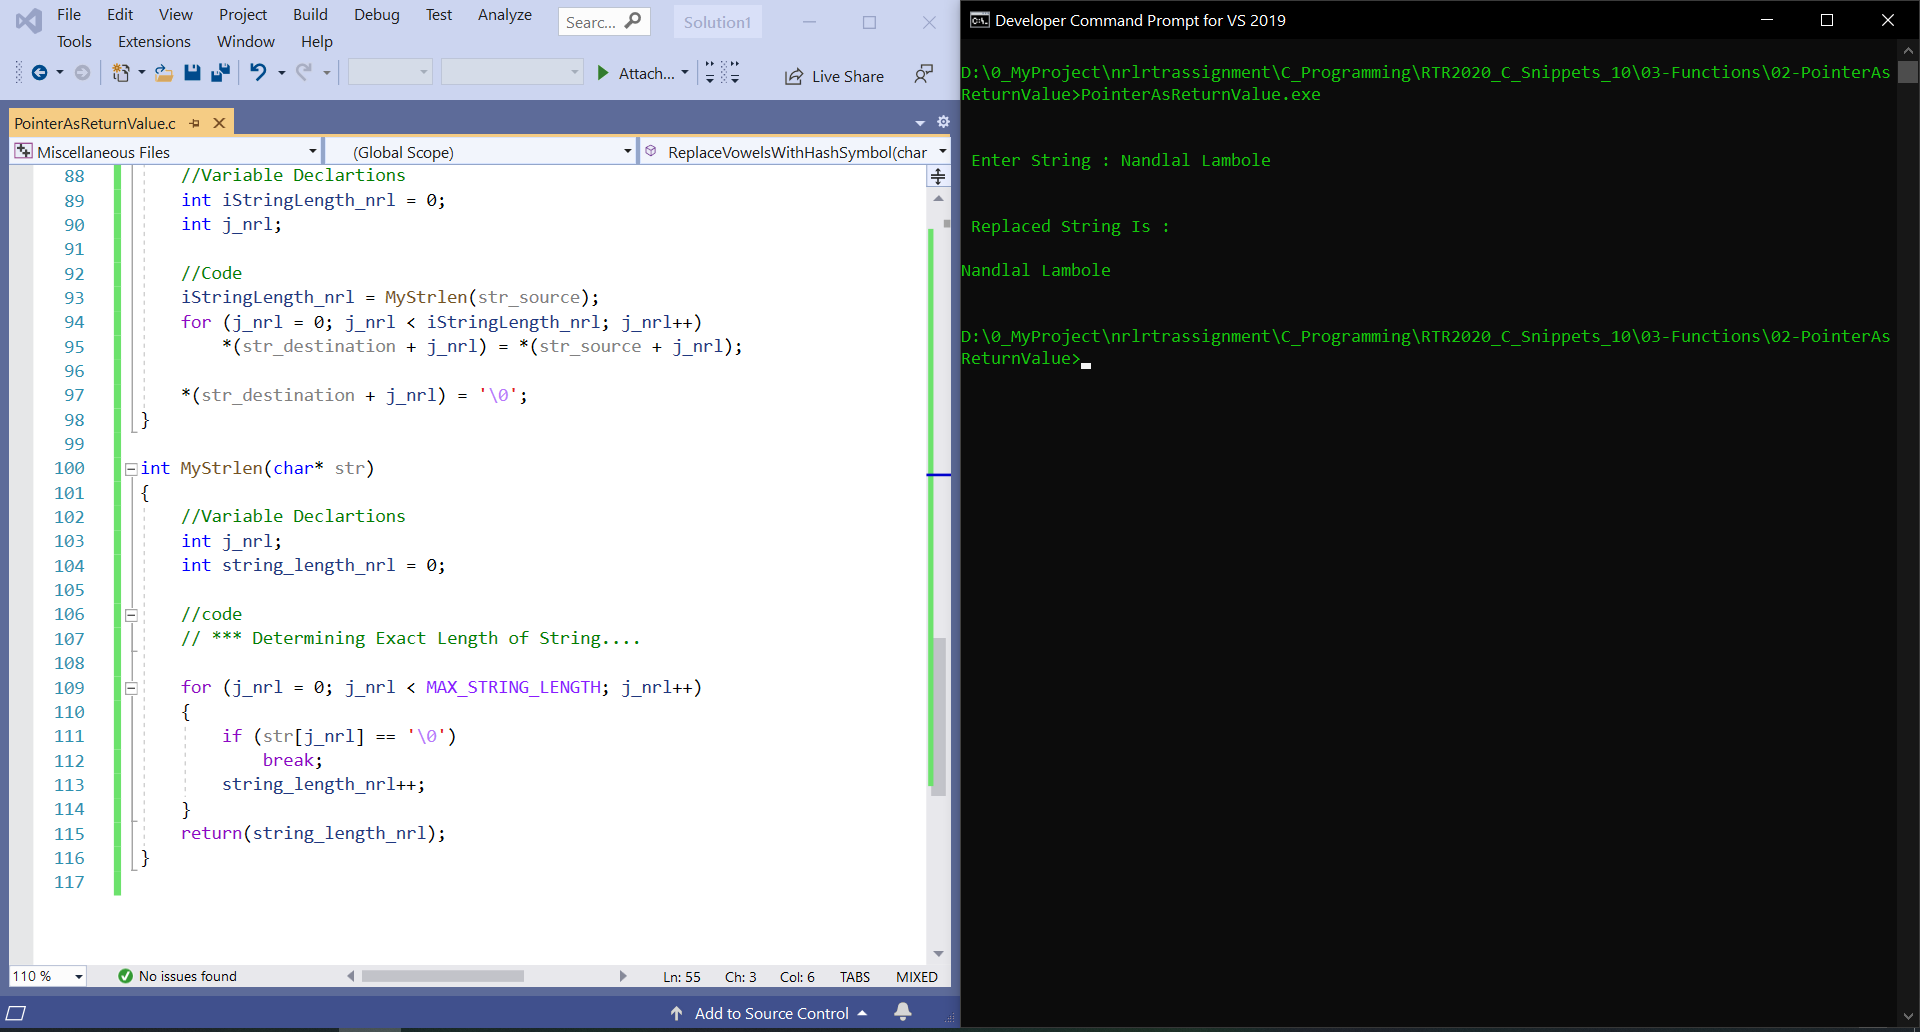 File Edit View Project Build Debug Test Analyze Searc... Solution1
Tools Extensions Window Help
Attach... Live Share
PointerAsReturnValue.c
Miscellaneous Files (Global Scope) ReplaceVowelsWithHashSymbol(char
88 //Variable Declartions
89 int iStringLength_nrl = 0;
90 int j_nrl;
91
92 //Code
93 iStringLength_nrl = MyStrlen(str_source);
94 for (j_nrl = 0; j_nrl < iStringLength_nrl; j_nrl++)
95 *(str_destination + j_nrl) = *(str_source + j_nrl);
96
97 *(str_destination + j_nrl) = '\0';
98 }
99
100 int MyStrlen(char* str)
101 {
102 //Variable Declartions
103 int j_nrl;
104 int string_length_nrl = 0;
105
106 //code
107 // *** Determining Exact Length of String....
108
109 for (j_nrl = 0; j_nrl < MAX_STRING_LENGTH; j_nrl++)
110 {
111 if (str[j_nrl] == '\0')
112 break;
113 string_length_nrl++;
114 }
115 return(string_length_nrl);
116 }
117
110 % No issues found Ln: 55 Ch: 3 Col: 6 TABS MIXED
Add to Source Control
C:\. Developer Command Prompt for VS 2019
D:\0_MyProject\nrlrtrassignment\C_Programming\RTR2020_C_Snippets_10\03-Functions\02-PointerAs
ReturnValue>PointerAsReturnValue.exe
Enter String : Nandlal Lambole
Replaced String Is :
Nandlal Lambole
D:\0_MyProject\nrlrtrassignment\C_Programming\RTR2020_C_Snippets_10\03-Functions\02-PointerAs
ReturnValue>